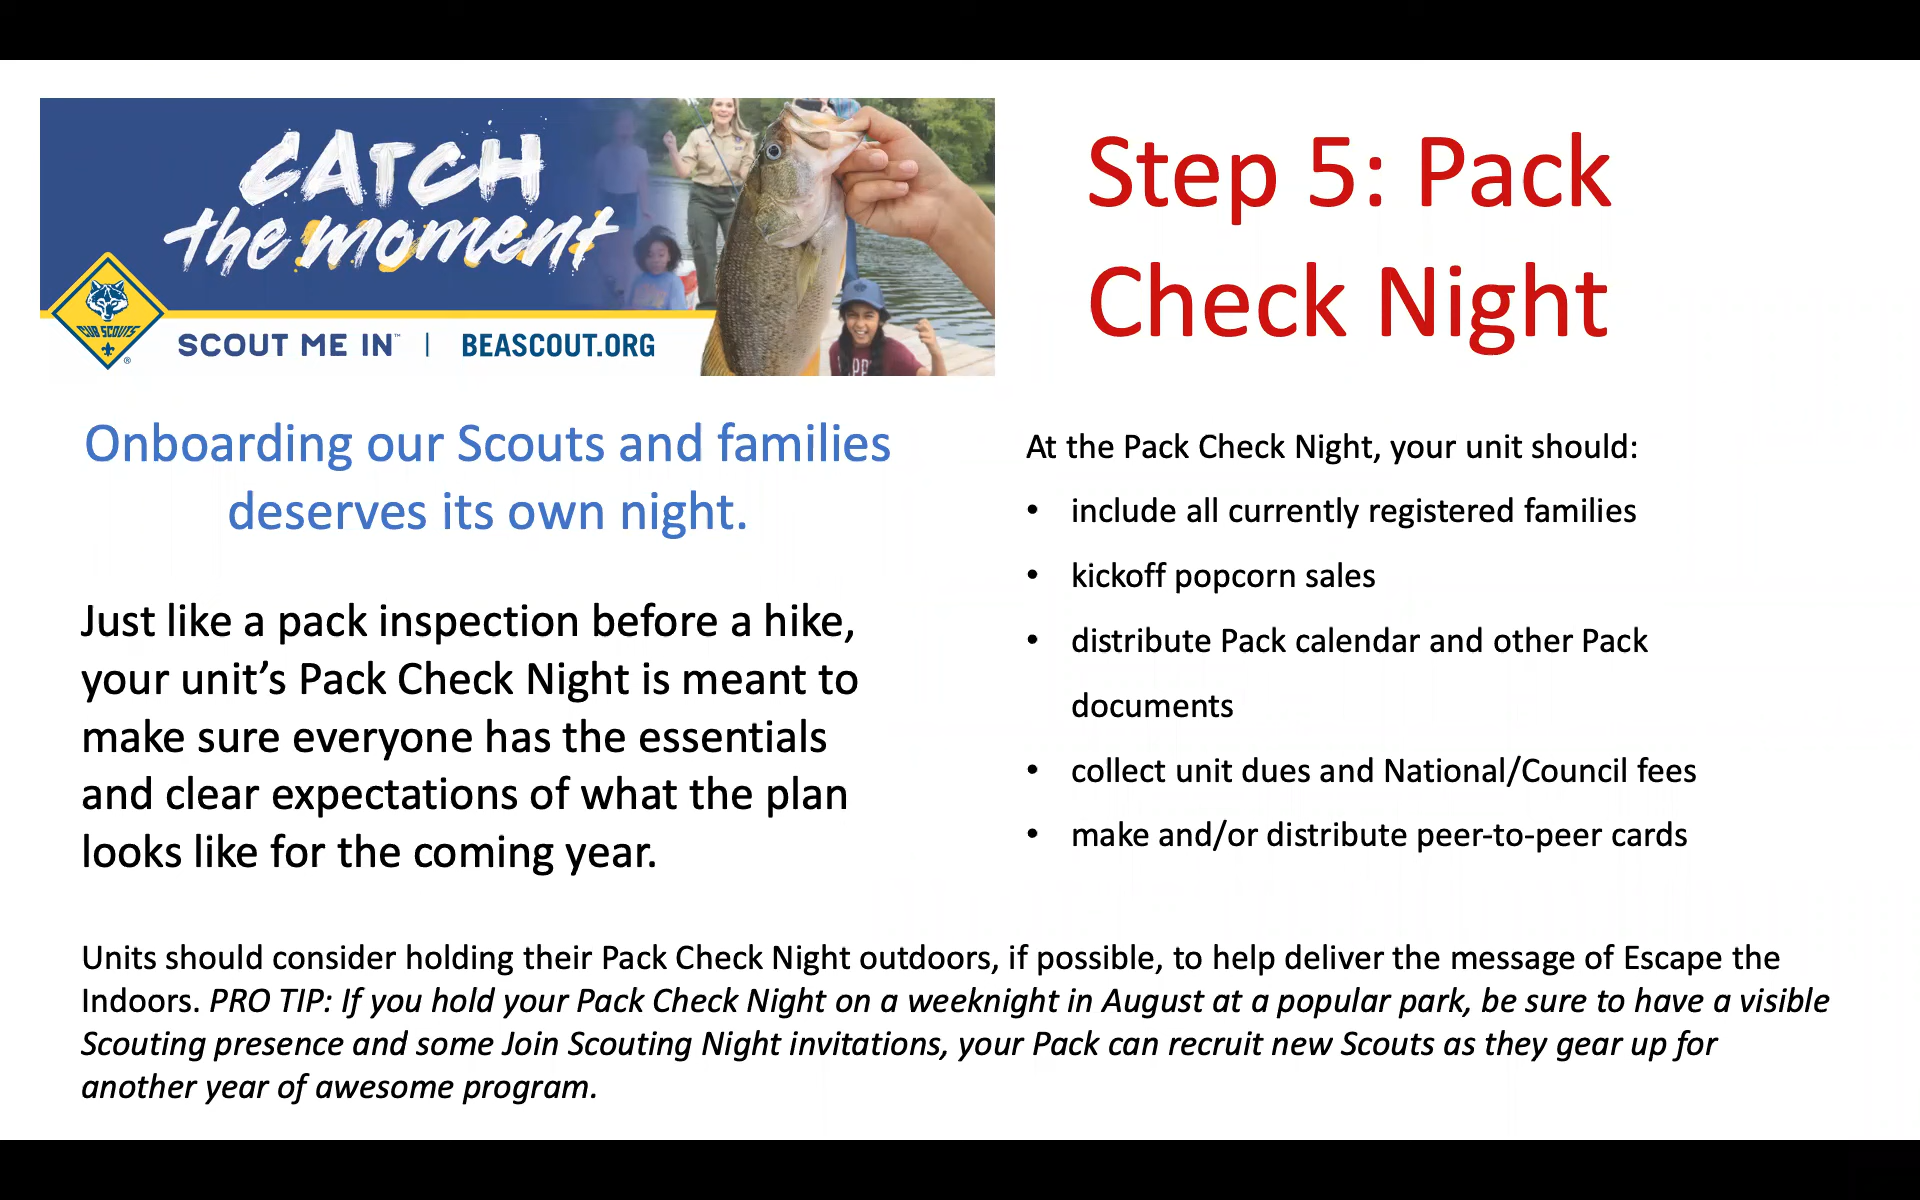 CATCH
the moment
CUB SCOUTS
®
SCOUT ME IN™ | BEASCOUT.ORG
Step 5: Pack
Check Night
Onboarding our Scouts and families
deserves its own night.
Just like a pack inspection before a hike,
your unit’s Pack Check Night is meant to
make sure everyone has the essentials
and clear expectations of what the plan
looks like for the coming year.
At the Pack Check Night, your unit should:
• include all currently registered families
• kickoff popcorn sales
• distribute Pack calendar and other Pack
documents
• collect unit dues and National/Council fees
• make and/or distribute peer-to-peer cards
Units should consider holding their Pack Check Night outdoors, if possible, to help deliver the message of Escape the
Indoors. PRO TIP: If you hold your Pack Check Night on a weeknight in August at a popular park, be sure to have a visible
Scouting presence and some Join Scouting Night invitations, your Pack can recruit new Scouts as they gear up for
another year of awesome program.